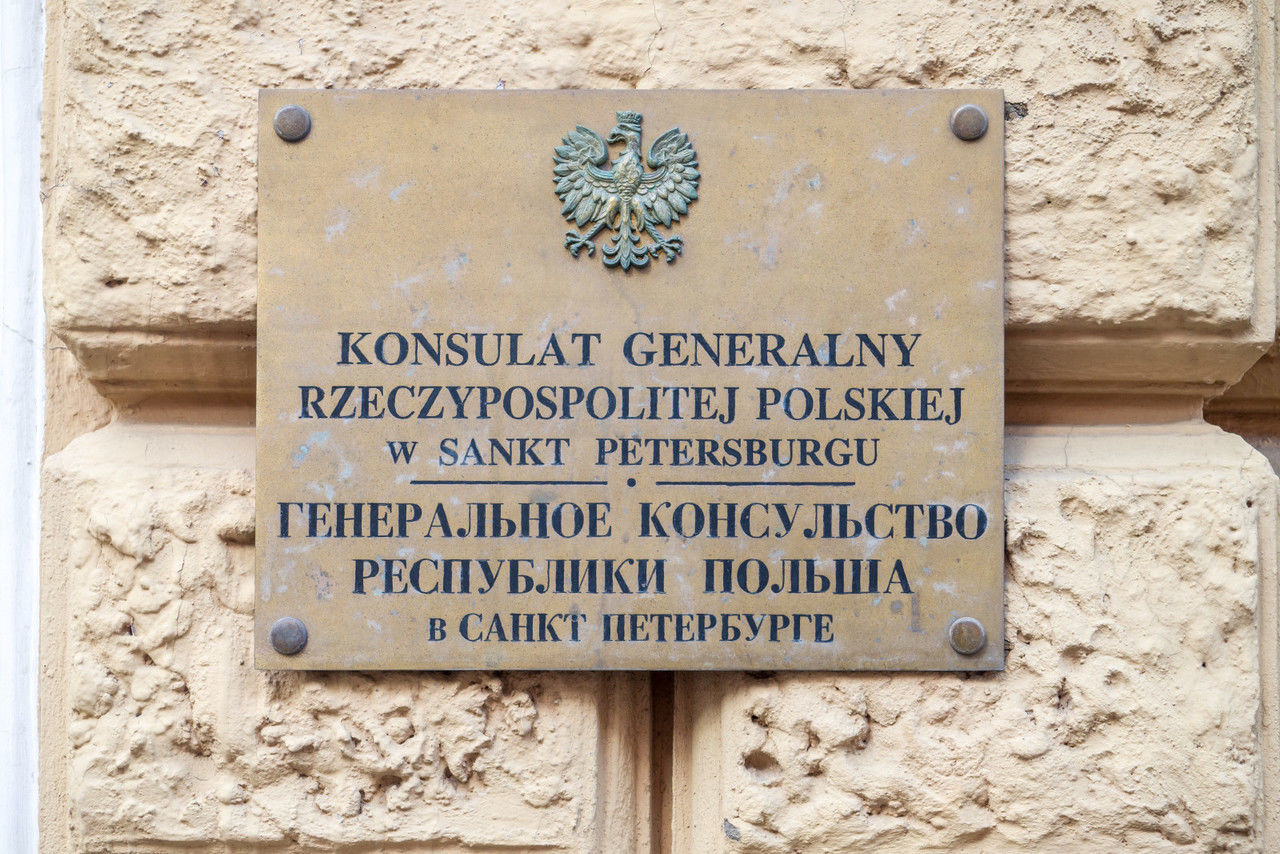 KONSULAT GENERALNY
RZECZYPOSPOLITEJ POLSKIEJ
W SANKT PETERSBURGU
ГЕНЕРАЛЬНОЕ КОНСУЛЬСТВО
РЕСПУБЛИКИ ПОЛЬША
В САНКТ ПЕТЕРБУРГЕ